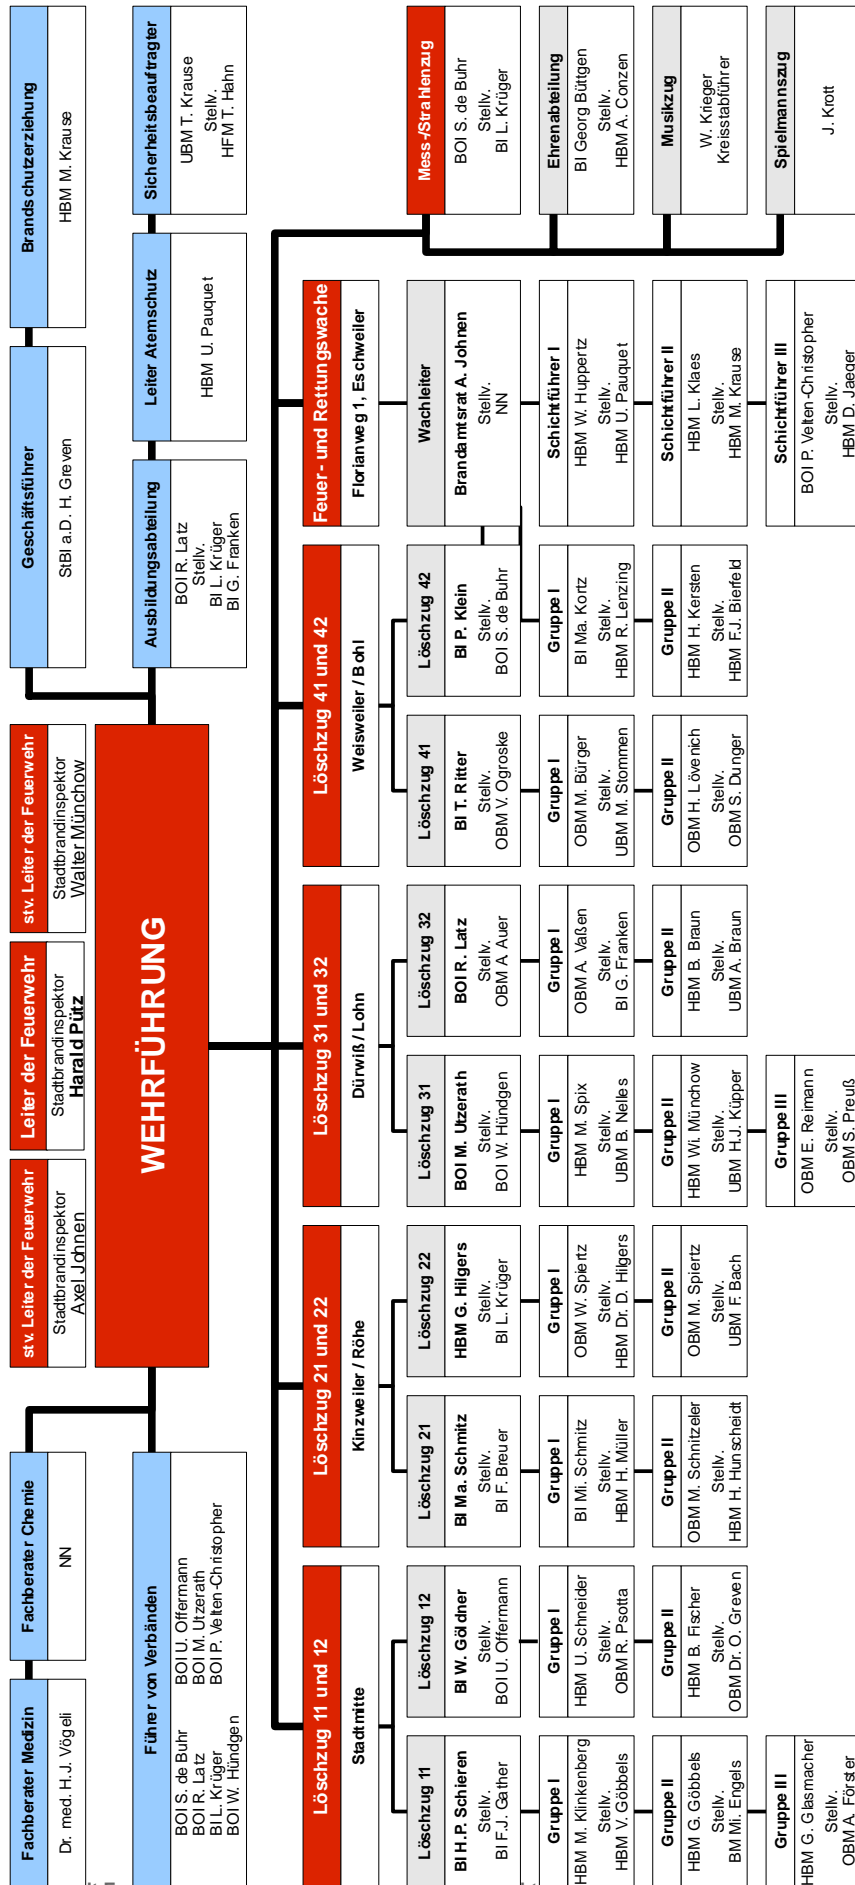 Fachberater Medizin
Dr. med. H.J. Vögeli
Fachberater Chemie
NN
Führer von Verbänden
BOI S. de Buhr
BOI R. Latz
BI L. Krüger
BOI W. Hündgen
BOI U. Offermann
BOI M. Utzerath
BOI P. Velten-Christopher
stv. Leiter der Feuerwehr
Stadtbrandinspektor
Axel Johnen
Leiter der Feuerwehr
Stadtbrandinspektor
Harald Pütz
stv. Leiter der Feuerwehr
Stadtbrandinspektor
Walter Münchow
WEHRFÜHRUNG
Geschäftsführer
StBI a.D. H. Greven
Brandschutzerziehung
HBM M. Krause
Ausbildungsabteilung
BOI R. Latz
Stellv.
BI L. Krüger
BI G. Franken
Leiter Atemschutz
HBM U. Pauquet
Sicherheitsbeauftragter
UBM T. Krause
Stellv.
HFM T. Hahn
Löschzug 11 und 12
Stadtmitte
Löschzug 11
BI H.P. Schieren
Stellv.
BI F.J. Gather
Gruppe I
HBM M. Klinkenberg
Stellv.
HBM V. Göbbels
Gruppe II
HBM G. Göbbels
Stellv.
BM Mi. Engels
Gruppe III
HBM G. Glasmacher
Stellv.
OBM A. Förster
Löschzug 12
BI W. Göldner
Stellv.
BOI U. Offermann
Gruppe I
HBM U. Schneider
Stellv.
OBM R. Psotta
Gruppe II
HBM B. Fischer
Stellv.
OBM Dr. O. Greven
Löschzug 21 und 22
Kinzweiler / Röhe
Löschzug 21
BI Ma. Schmitz
Stellv.
BI F. Breuer
Gruppe I
BI Mi. Schmitz
Stellv.
HBM H. Müller
Gruppe II
OBM M. Schnitzeler
Stellv.
HBM H. Hunscheidt
Löschzug 22
HBM G. Hilgers
Stellv.
BI L. Krüger
Gruppe I
OBM W. Spiertz
Stellv.
HBM Dr. D. Hilgers
Gruppe II
OBM M. Spiertz
Stellv.
UBM F. Bach
Löschzug 31 und 32
Dürwiß / Lohn
Löschzug 31
BOI M. Utzerath
Stellv.
BOI W. Hündgen
Gruppe I
HBM M. Spix
Stellv.
UBM B. Nelles
Gruppe II
HBM Wi. Münchow
Stellv.
UBM H.J. Küpper
Gruppe III
OBM E. Reimann
Stellv.
OBM S. Preuß
Löschzug 32
BOI R. Latz
Stellv.
OBM A Auer
Gruppe I
OBM A. Vaßen
Stellv.
BI G. Franken
Gruppe II
HBM B. Braun
Stellv.
UBM A. Braun
Löschzug 41 und 42
Weisweiler / Bohl
Löschzug 41
BI T. Ritter
Stellv.
OBM V. Ogroske
Gruppe I
OBM M. Bürger
Stellv.
UBM M. Stommen
Gruppe II
OBM H. Lövenich
Stellv.
OBM S. Dunger
Löschzug 42
BI P. Klein
Stellv.
BOI S. de Buhr
Gruppe I
BI Ma. Kortz
Stellv.
HBM R. Lenzing
Gruppe II
HBM H. Kersten
Stellv.
HBM F.J. Bierfeld
Feuer- und Rettungswache
Florianweg 1, Eschweiler
Wachleiter
Brandamtsrat A. Johnen
Stellv.
NN
Schichtführer I
HBM W. Huppertz
Stellv.
HBM U. Pauquet
Schichtführer II
HBM L. Klaes
Stellv.
HBM M. Krause
Schichtführer III
BOI P. Velten-Christopher
Stellv.
HBM D. Jaeger
Mess-/Strahlenzug
BOI S. de Buhr
Stellv.
BI L. Krüger
Ehrenabteilung
BI Georg Büttgen
Stellv.
HBM A. Conzen
Musikzug
W. Krieger
Kreisstabführer
Spielmannszug
J. Krott